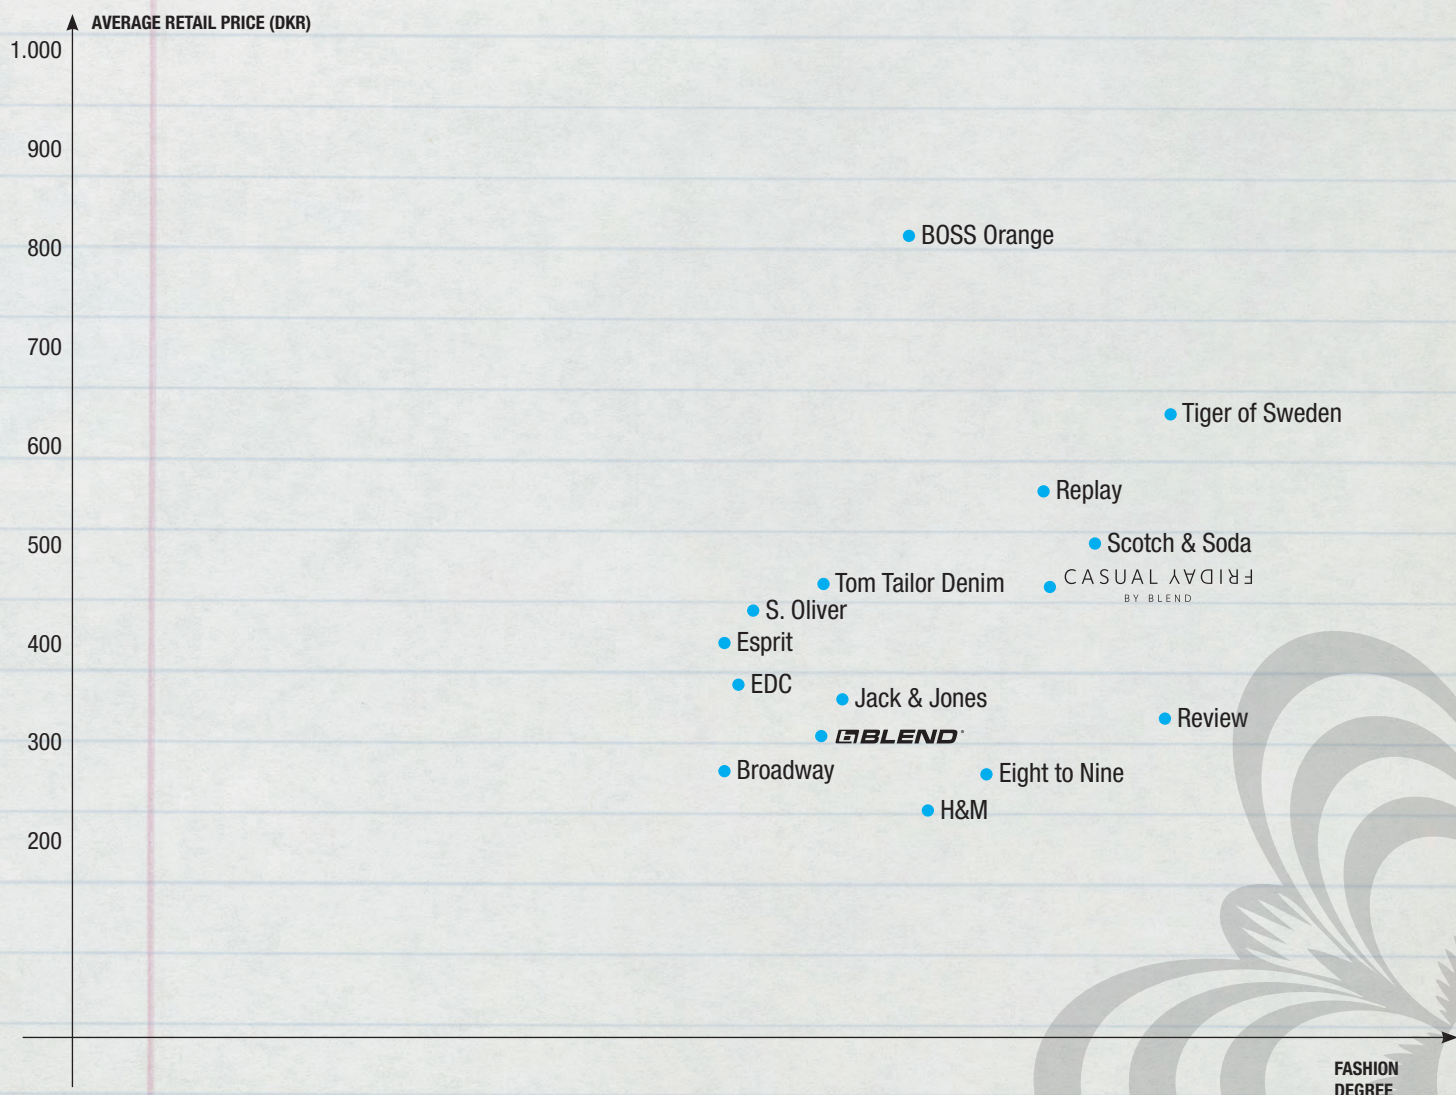 AVERAGE RETAIL PRICE (DKR)
1.000
900
BOSS Orange
800
700
Tiger of Sweden
600
Replay
500
Scotch & Soda
CASUAL FRIDAY
BY BLEND
Tom Tailor Denim
S. Oliver
400
Esprit
EDC
Jack & Jones
Review
300
BLEND
Broadway
Eight to Nine
H&M
200
FASHION
DEGREE